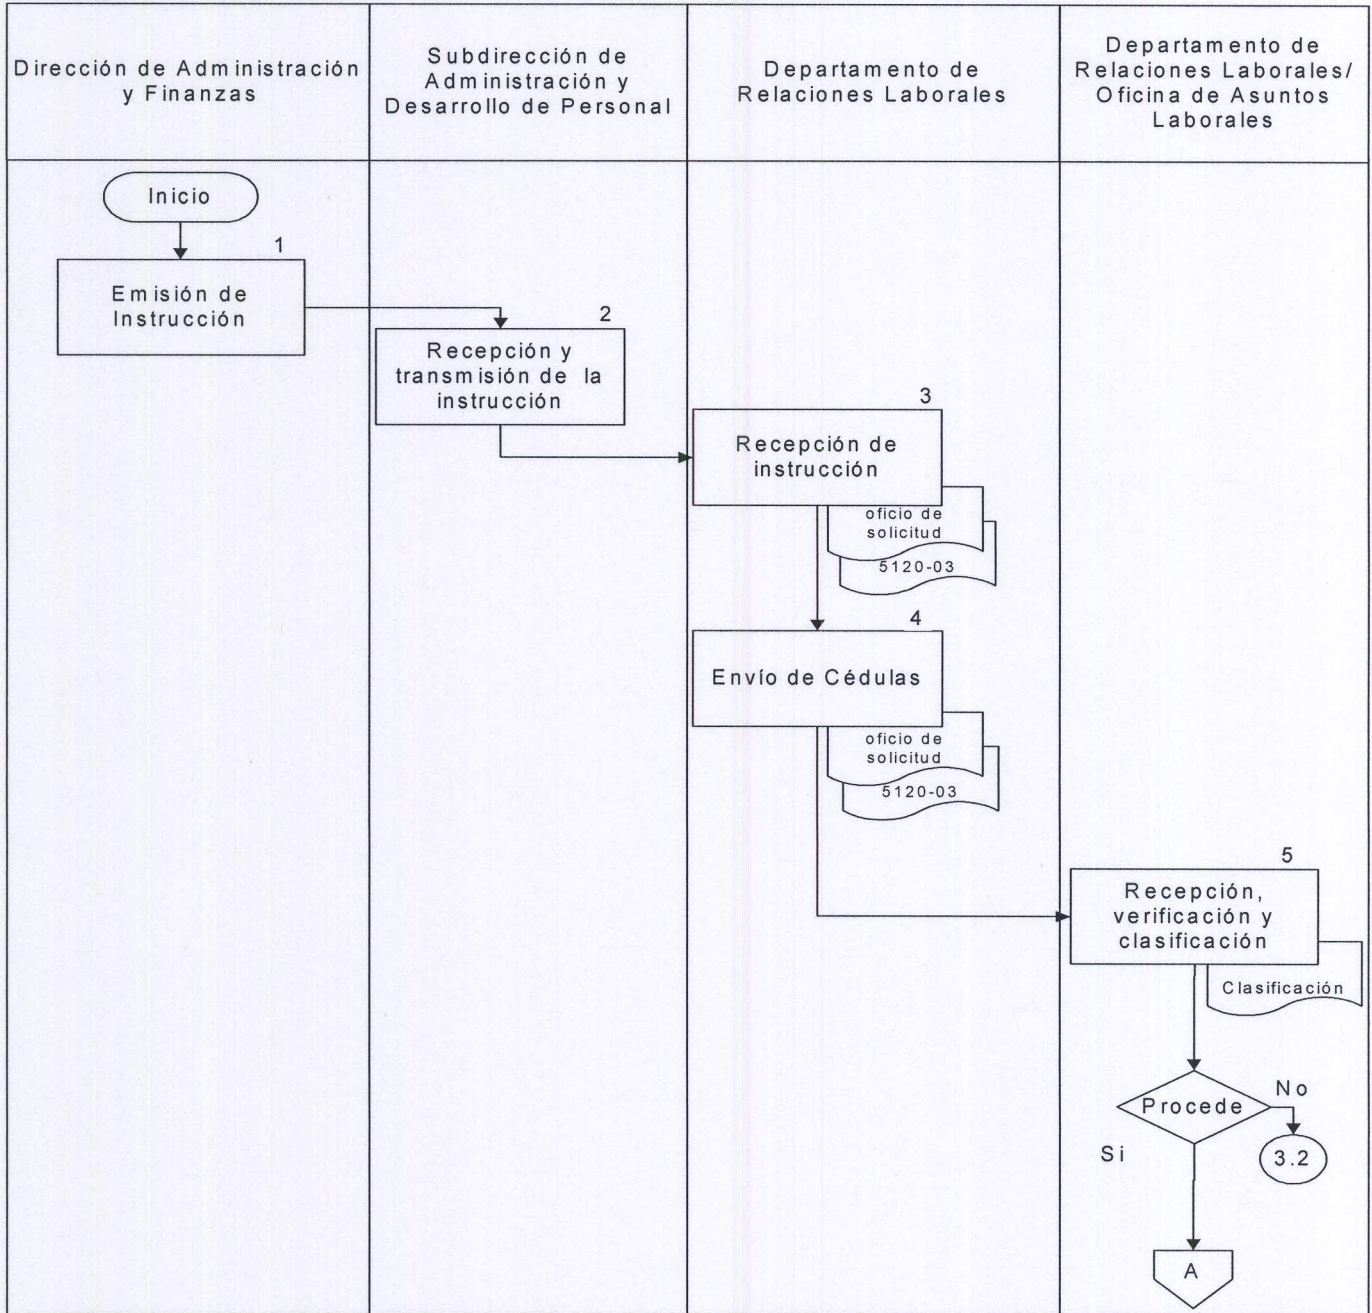 Dirección de Administración
y Finanzas
Subdirección de
Administración y
Desarrollo de Personal
Departamento de
Relaciones Laborales
Departamento de
Relaciones Laborales/
Oficina de Asuntos
Laborales
Inicio
1
Emisión de
Instrucción
2
Recepción y
transmisión de la
instrucción
3
Recepción de
instrucción
oficio de
solicitud
5120-03
4
Envío de Cédulas
oficio de
solicitud
5120-03
5
Recepción,
verificación y
clasificación
Clasificación
Procede
No
3.2
Si
A